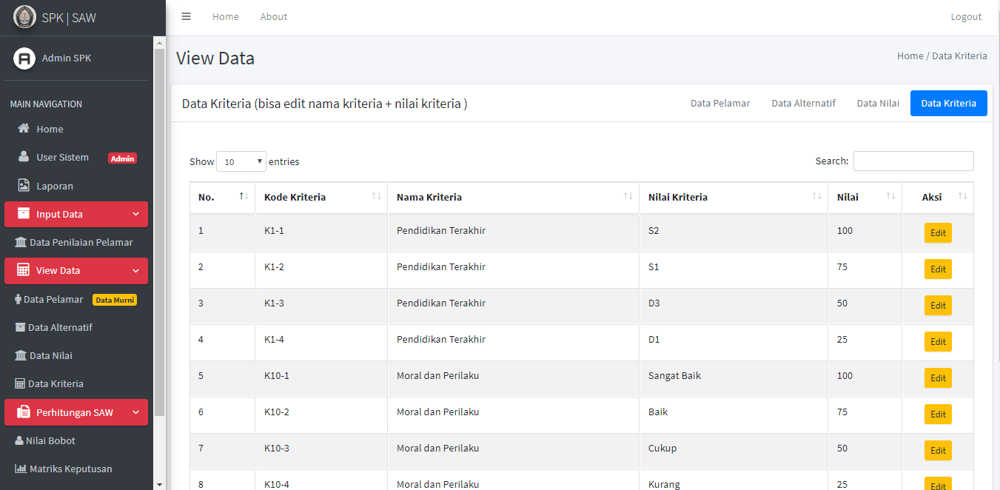 SPK | SAW
Home About Logout
Admin SPK
MAIN NAVIGATION
Home
User Sistem Admin
Laporan
Input Data
Data Penilaian Pelamar
View Data
Data Pelamar Data Murni
Data Alternatif
Data Nilai
Data Kriteria
Perhitungan SAW
Nilai Bobot
Matriks Keputusan
View Data
Home / Data Kriteria
Data Kriteria (bisa edit nama kriteria + nilai kriteria )
Data Pelamar Data Alternatif Data Nilai Data Kriteria
Show 10 entries
Search:
No. Kode Kriteria Nama Kriteria Nilai Kriteria Nilai Aksi
1 K1-1 Pendidikan Terakhir S2 100 Edit
2 K1-2 Pendidikan Terakhir S1 75 Edit
3 K1-3 Pendidikan Terakhir D3 50 Edit
4 K1-4 Pendidikan Terakhir D1 25 Edit
5 K10-1 Moral dan Perilaku Sangat Baik 100 Edit
6 K10-2 Moral dan Perilaku Baik 75 Edit
7 K10-3 Moral dan Perilaku Cukup 50 Edit
8 K10-4 Moral dan Perilaku Kurang 25 Edit